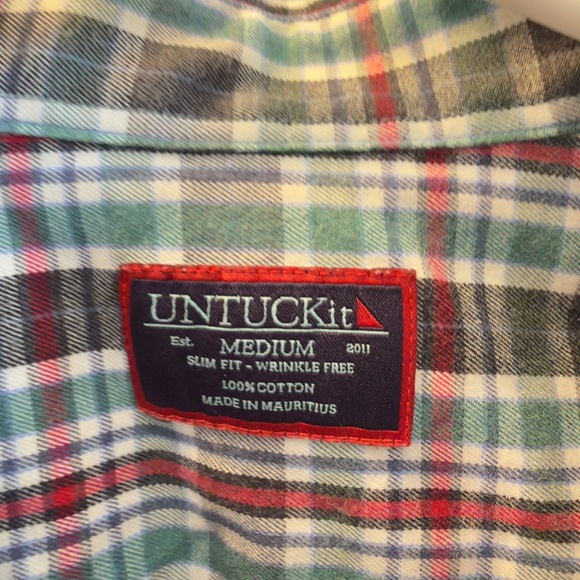 UNTUCKit
Est. MEDIUM 2011
SLIM FIT - WRINKLE FREE
100% COTTON
MADE IN MAURITIUS